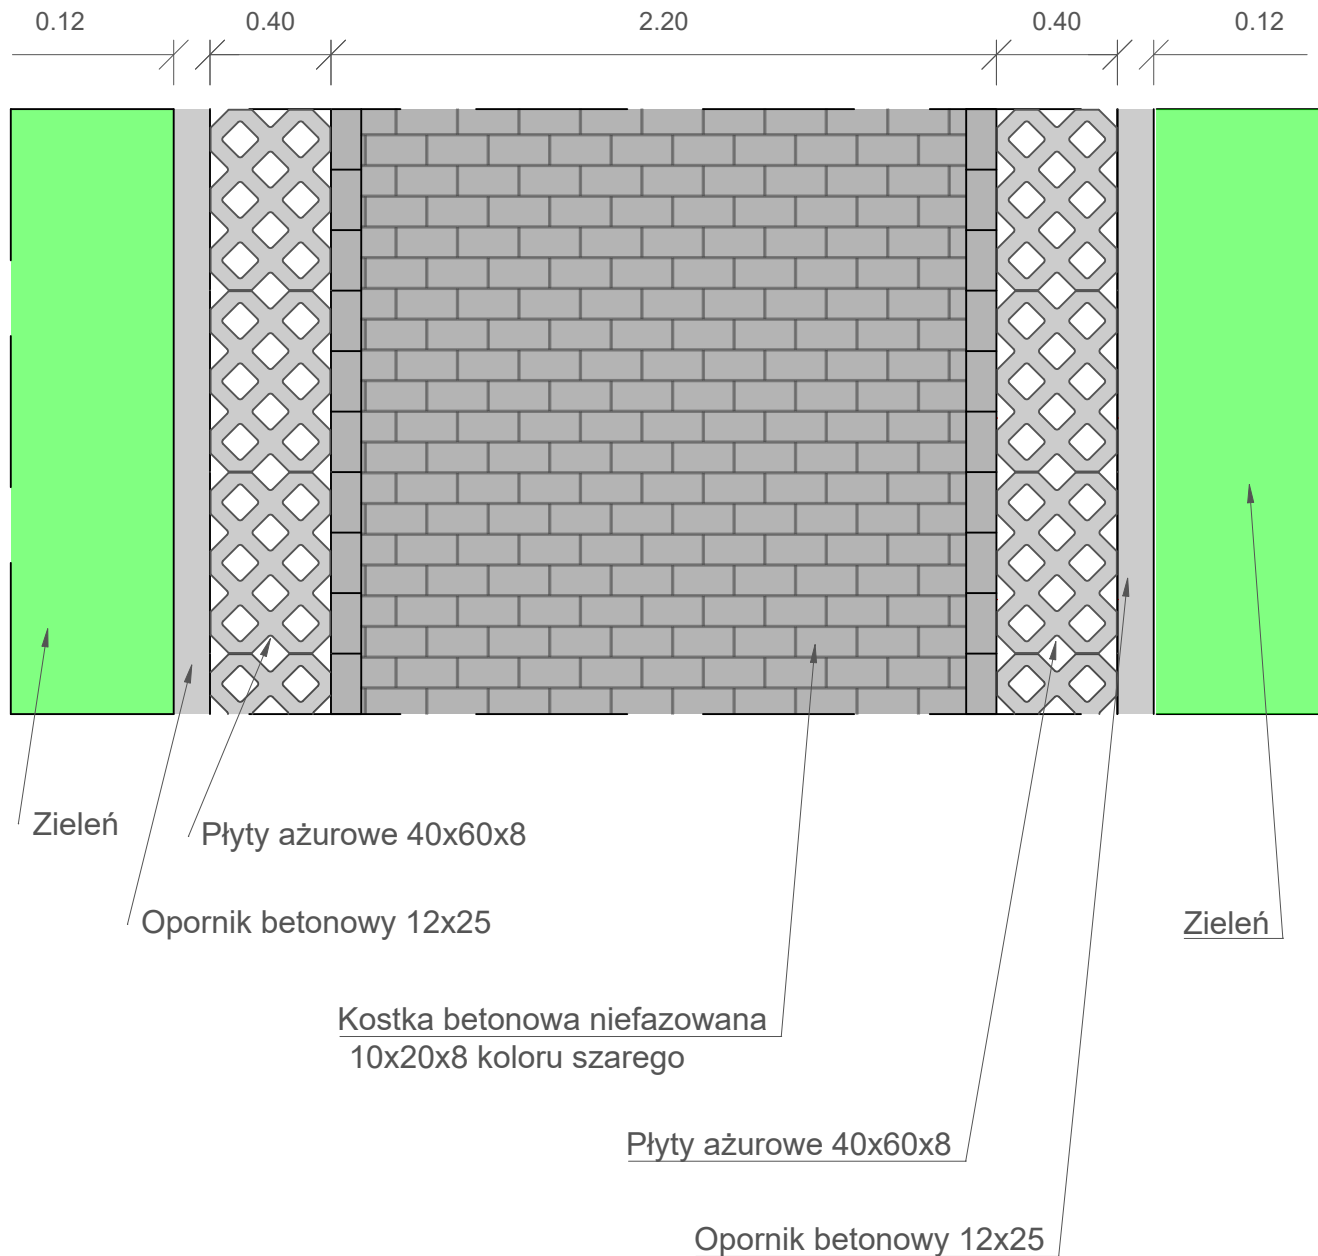 0.12 0.40 2.20 0.40 0.12
Zieleń
Płyty ażurowe 40x60x8
Opornik betonowy 12x25
Zieleń
Kostka betonowa niefazowana
10x20x8 koloru szarego
Płyty ażurowe 40x60x8
Opornik betonowy 12x25